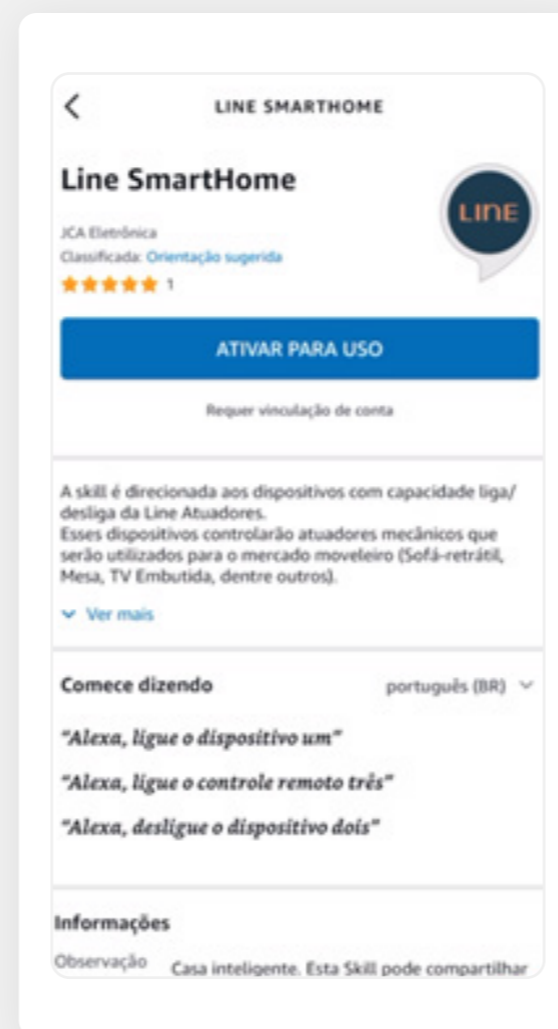 LINE SMARTHOME
Line SmartHome
LINE
JCA Eletrônica
Classificada: Orientação sugerida
1
ATIVAR PARA USO
Requer vinculação de conta
A skill é direcionada aos dispositivos com capacidade liga/
desliga da Line Atuadores.
Esses dispositivos controlarão atuadores mecânicos que
serão utilizados para o mercado moveleiro (Sofá-retrátil,
Mesa, TV Embutida, dentre outros).
Ver mais
Comece dizendo português (BR)
"Alexa, ligue o dispositivo um"
"Alexa, ligue o controle remoto três"
"Alexa, desligue o dispositivo dois"
Informações
Observação Casa inteligente. Esta Skill pode compartilhar